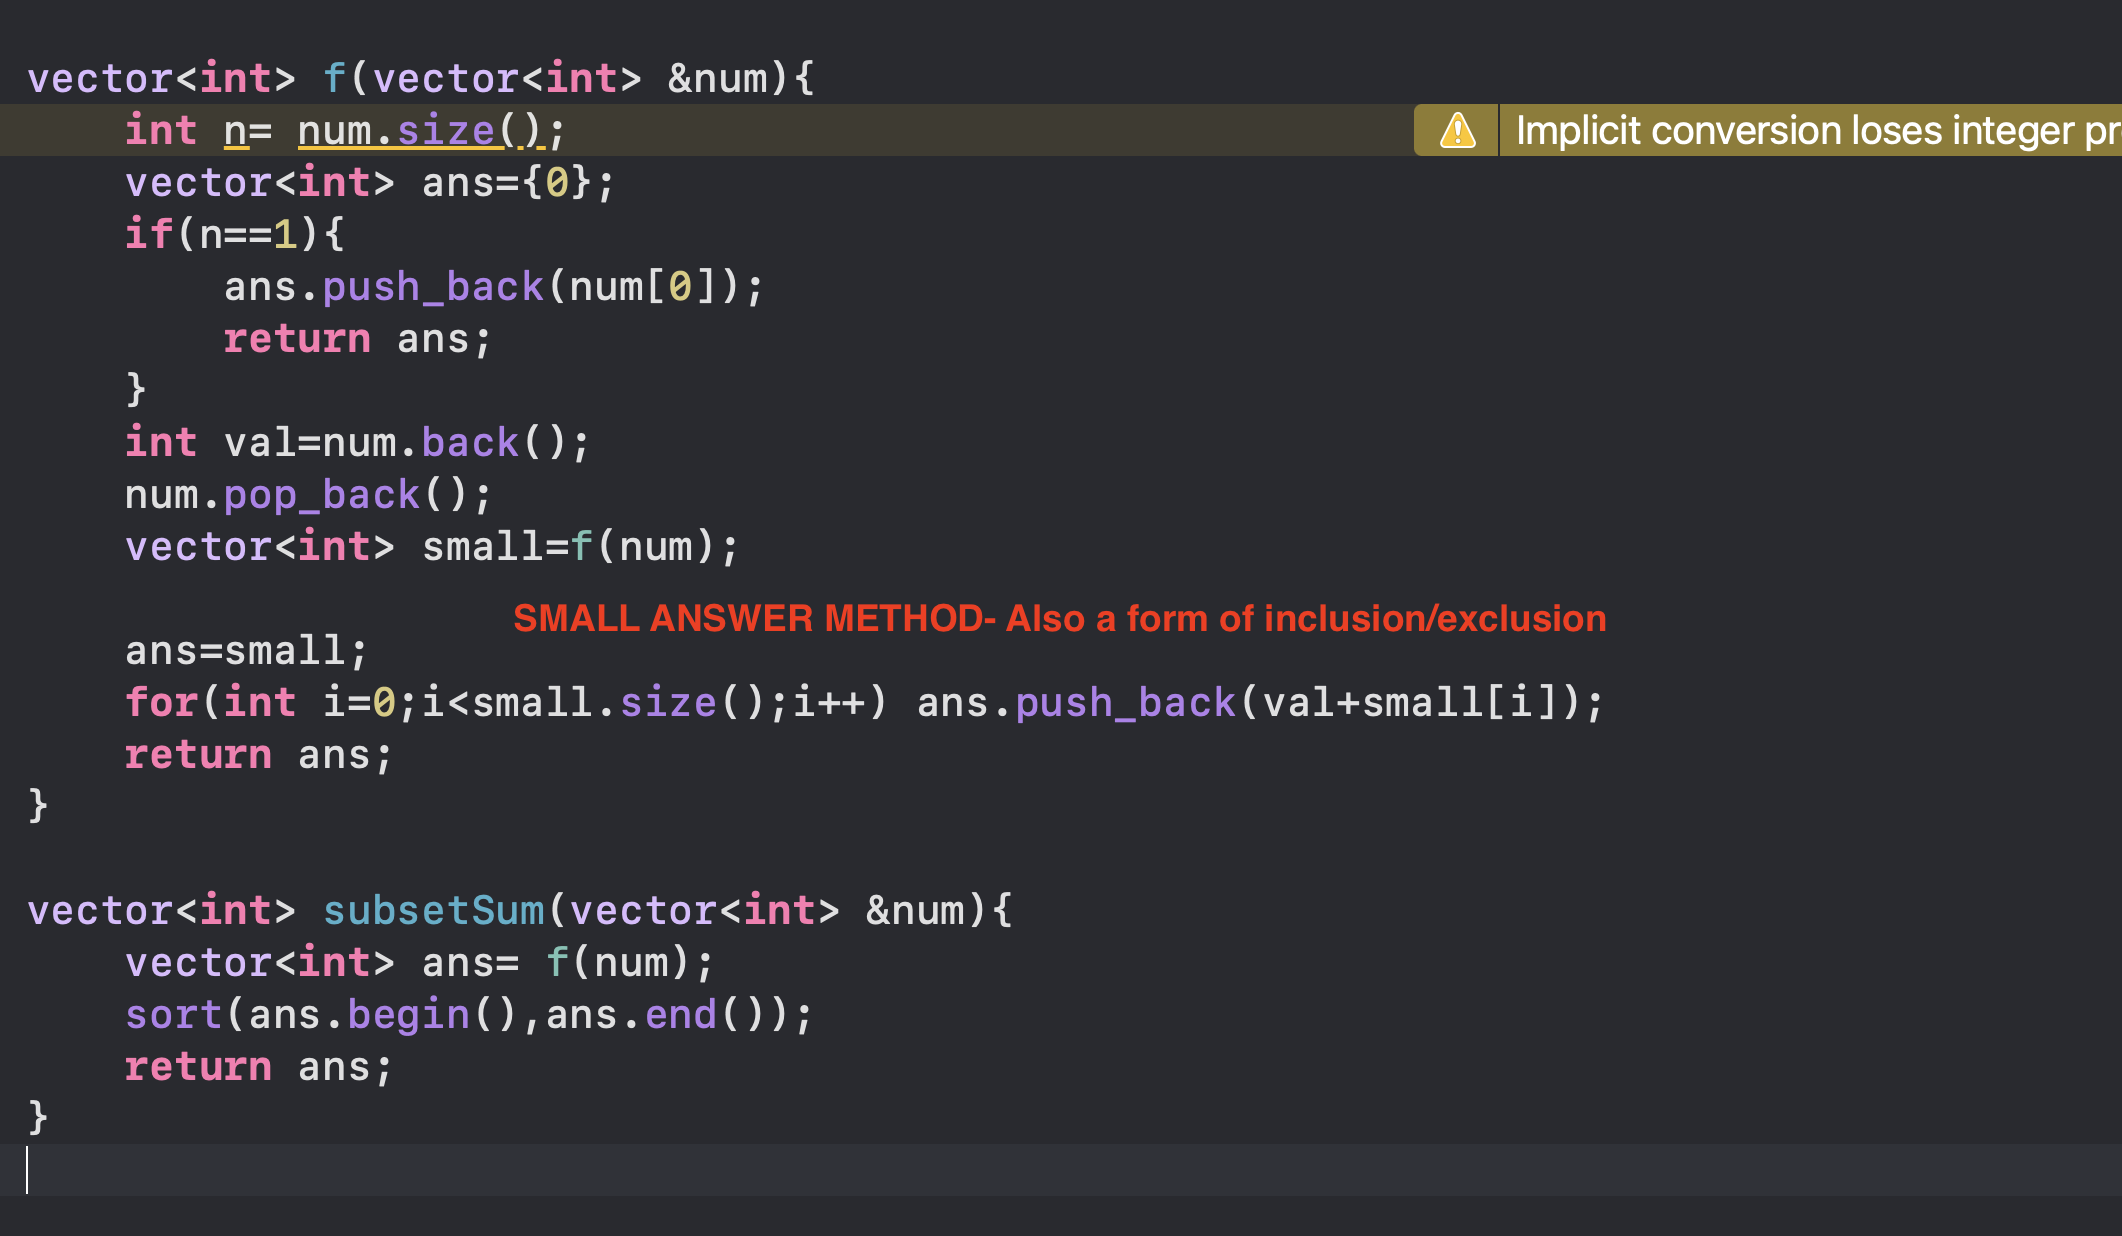 vector<int> f(vector<int> &num){
int n= num.size();
Implicit conversion loses integer pr
vector<int> ans={0};
if(n==1){
ans.push_back(num[0]);
return ans;
}
int val=num.back();
num.pop_back();
vector<int> small=f(num);
SMALL ANSWER METHOD- Also a form of inclusion/exclusion
ans=small;
for(int i=0;i<small.size();i++) ans.push_back(val+small[i]);
return ans;
}
vector<int> subsetSum(vector<int> &num){
vector<int> ans= f(num);
sort(ans.begin(),ans.end());
return ans;
}